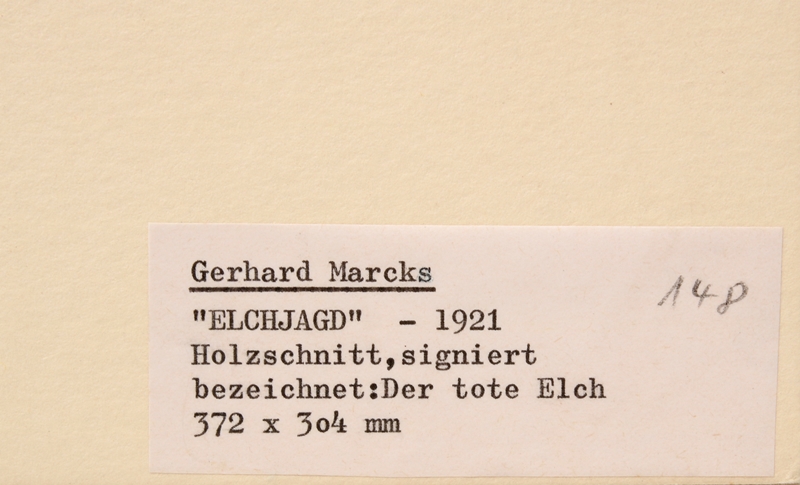 Gerhard Marcks
148
"ELCHJAGD" - 1921
Holzschnitt,signiert
bezeichnet:Der tote Elch
372 x 3o4 mm